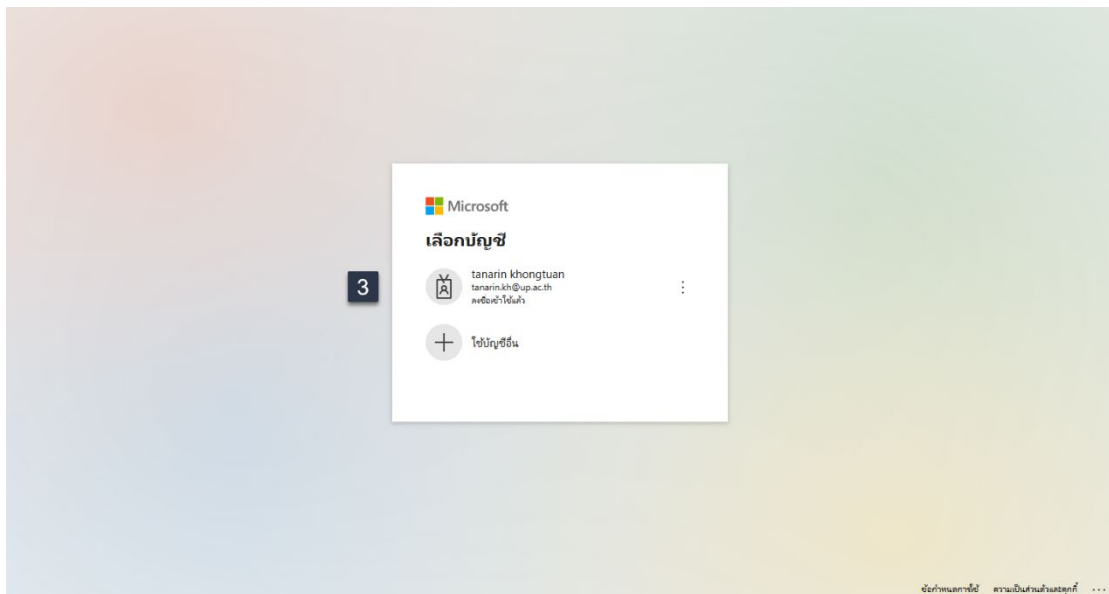 Microsoft
เลือกบัญชี
3
tanarin khongtuan
tanarin.kh@up.ac.th
ลงชื่อเข้าใช้แล้ว
ใช้บัญชีอื่น
ข้อกำหนดการใช้ ความเป็นส่วนตัวและคุกกี้ ...